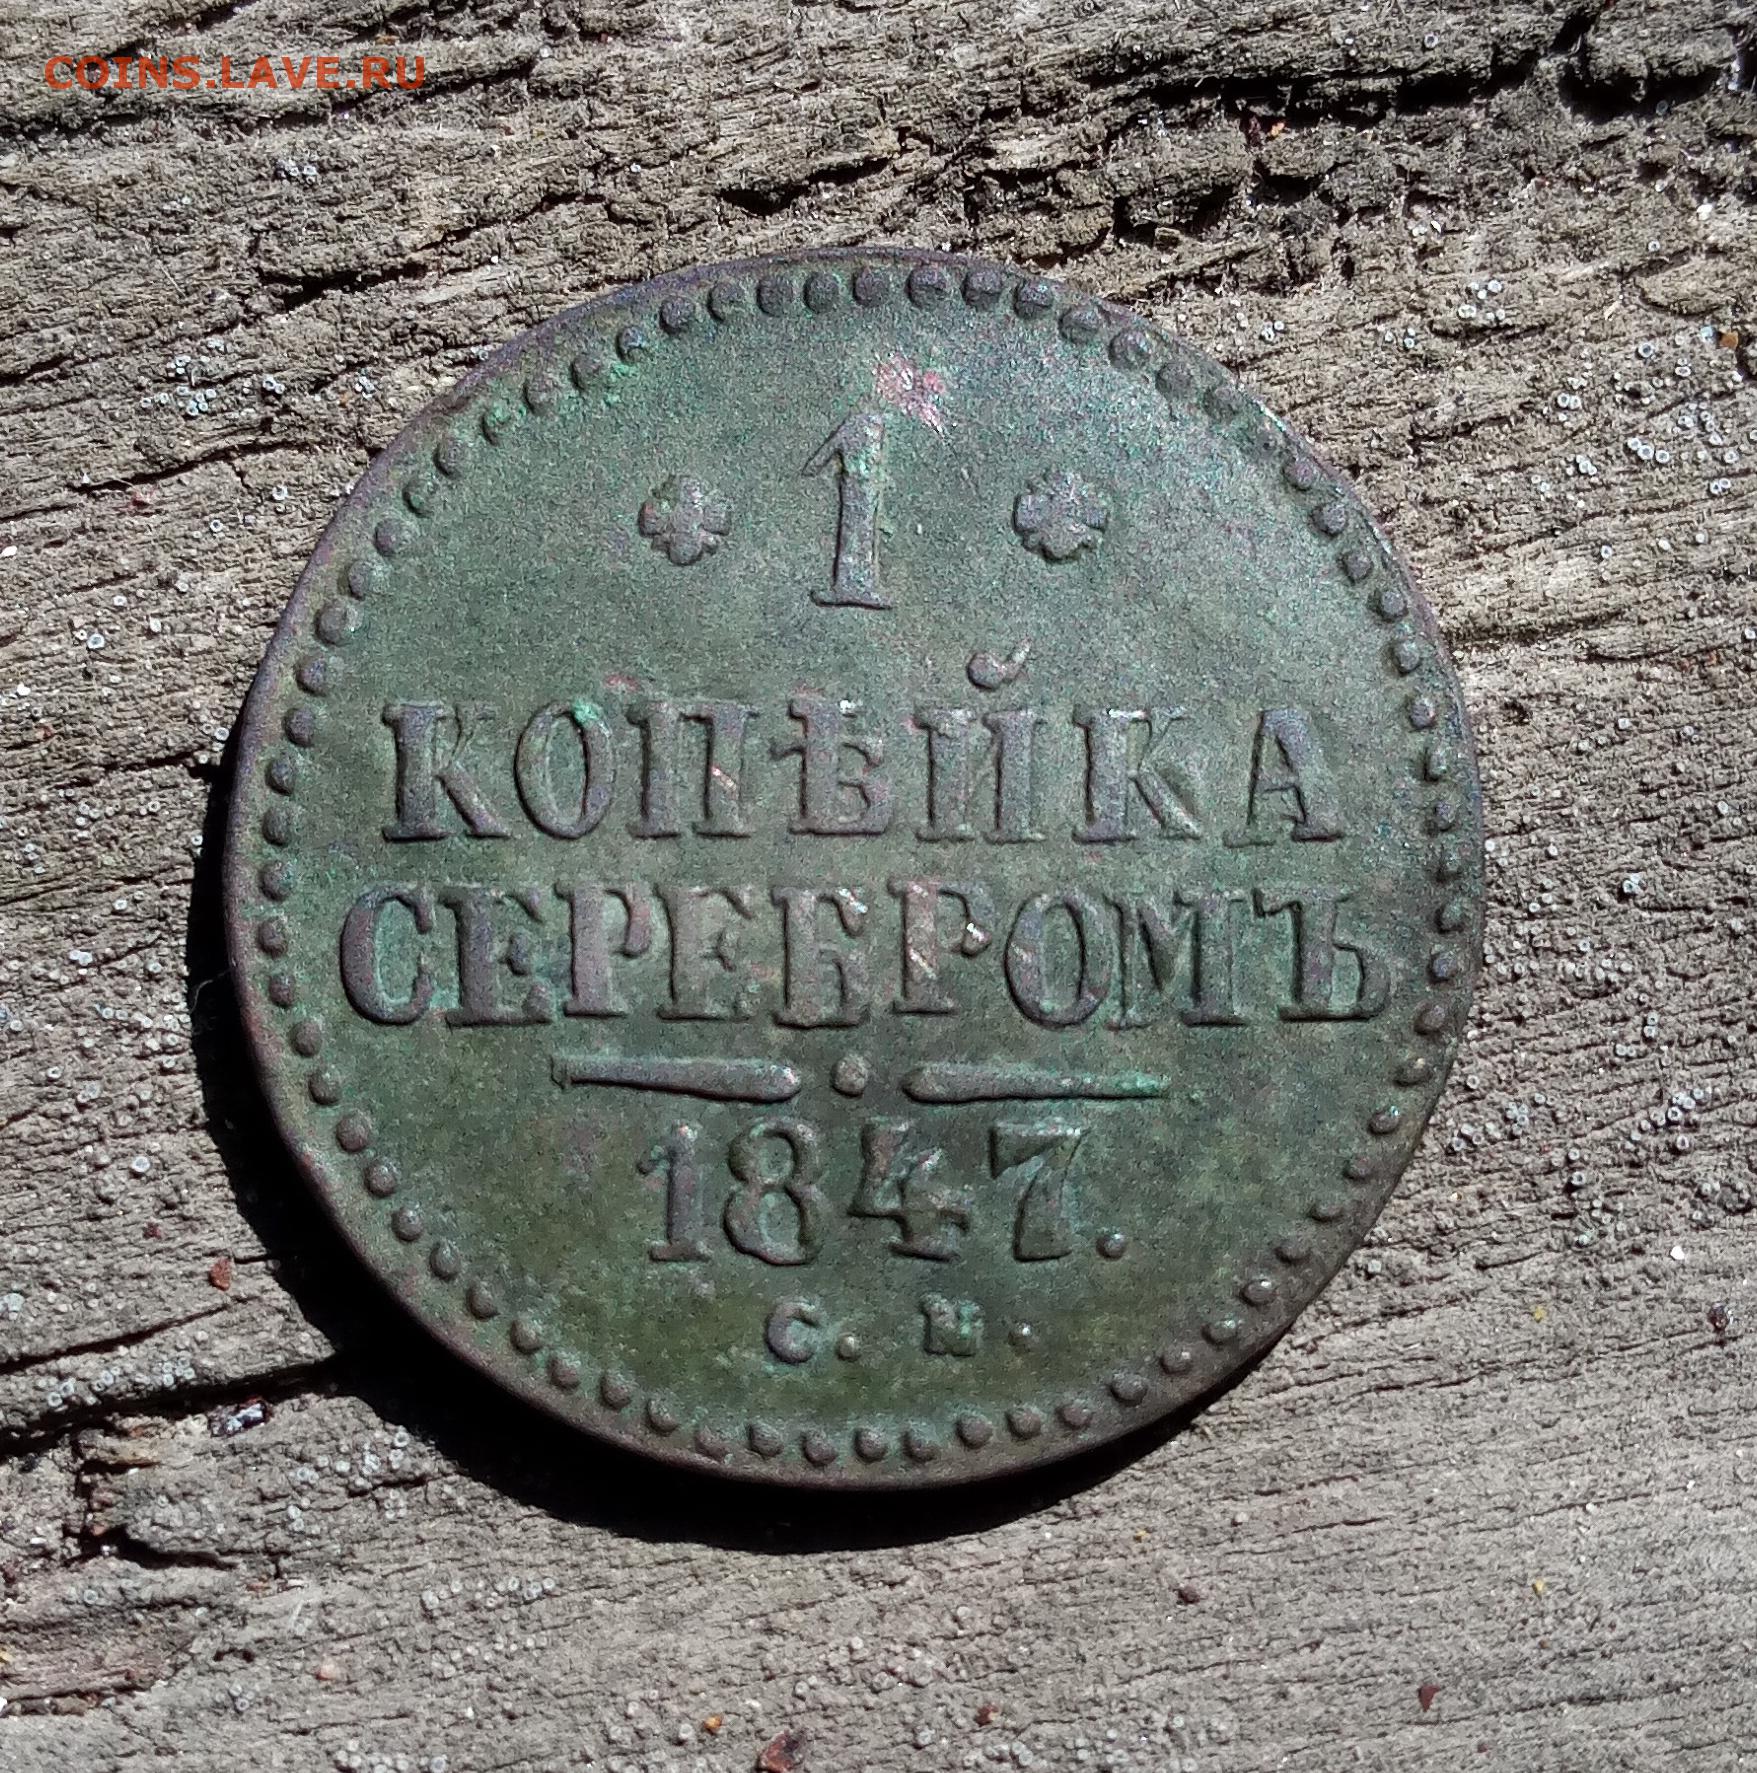 COINS.LAVE.RU
1
КОПѢЙКА
СЕРЕБРОМЪ
1847.
С. М.